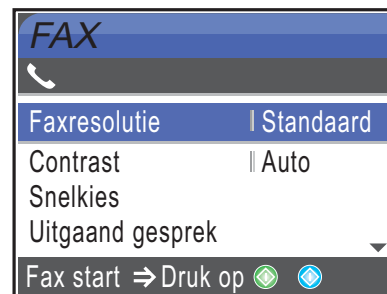 FAX
Faxresolutie Standaard
Contrast Auto
Snelkies
Uitgaand gesprek
Fax start ⇒ Druk op